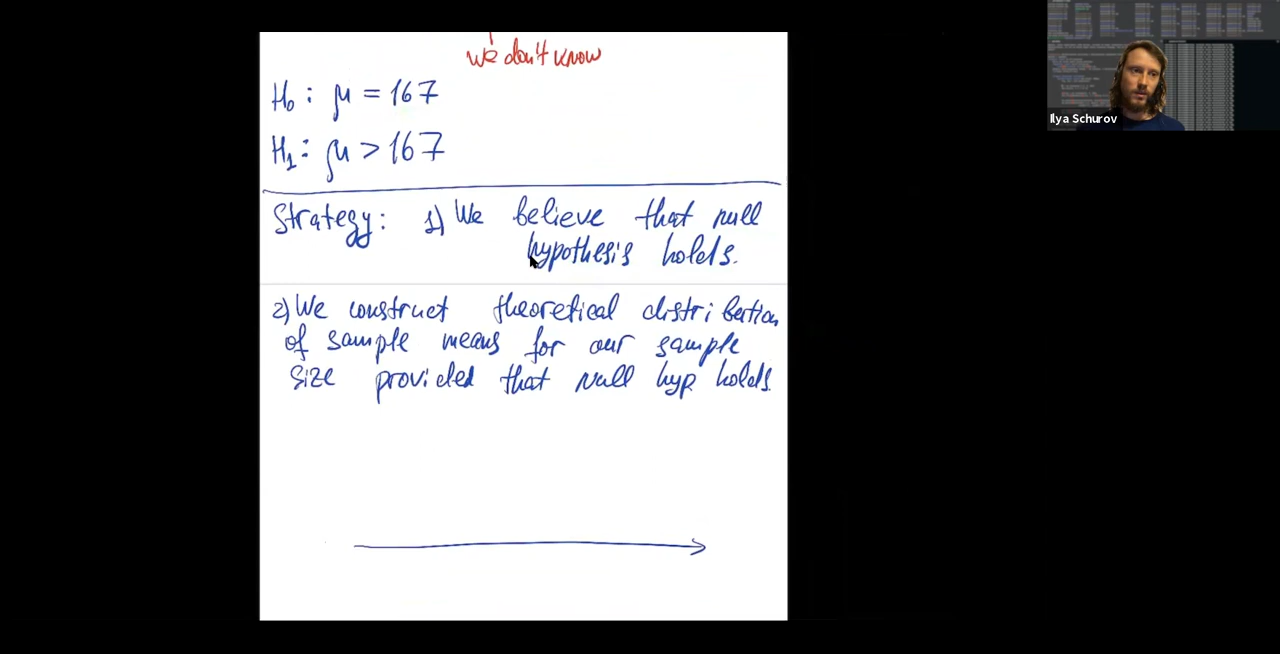 we don't know
H₀ : μ = 167
H₁ : μ > 167
Strategy: 1) We believe that null
hypothesis holds.
2) We construct theoretical distribution
of sample means for our sample
size provided that null hyp. holds.
Ilya Schurov